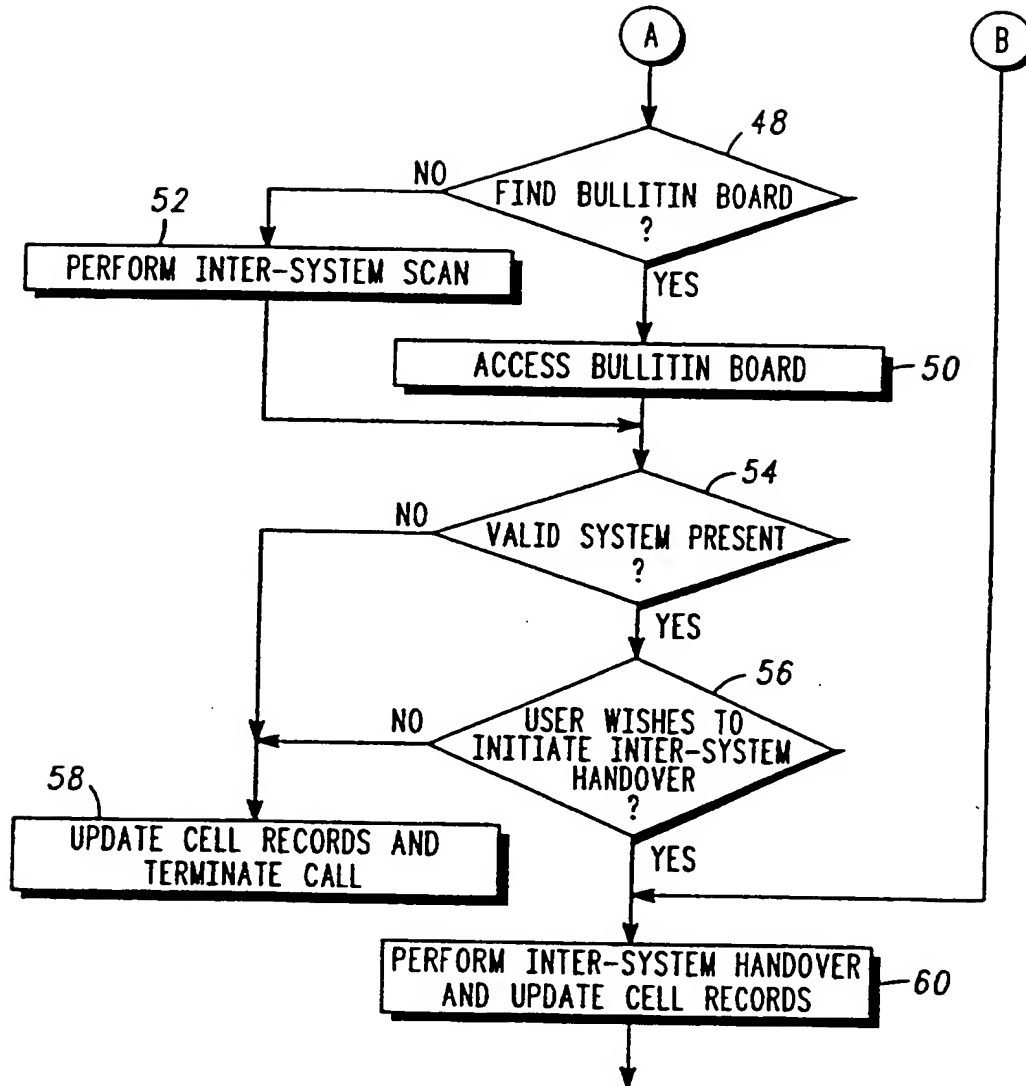 A
B
48
NO
FIND BULLITIN BOARD
?
52
PERFORM INTER-SYSTEM SCAN
YES
ACCESS BULLITIN BOARD
50
54
NO
VALID SYSTEM PRESENT
?
YES
56
NO
USER WISHES TO
INITIATE INTER-SYSTEM
HANDOVER
?
58
UPDATE CELL RECORDS AND
TERMINATE CALL
YES
PERFORM INTER-SYSTEM HANDOVER
AND UPDATE CELL RECORDS
60